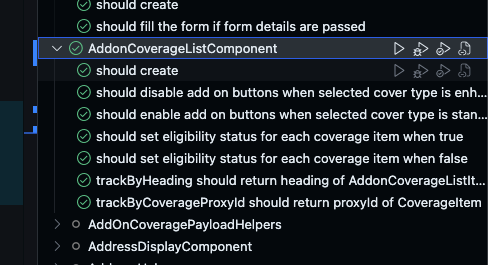 should create
should fill the form if form details are passed
AddonCoverageListComponent
should create
should disable add on buttons when selected cover type is enh...
should enable add on buttons when selected cover type is stan...
should set eligibility status for each coverage item when true
should set eligibility status for each coverage item when false
trackByHeading should return heading of AddonCoverageListIt...
trackByCoverageProxyId should return proxyId of CoverageItem
AddOnCoveragePayloadHelpers
AddressDisplayComponent